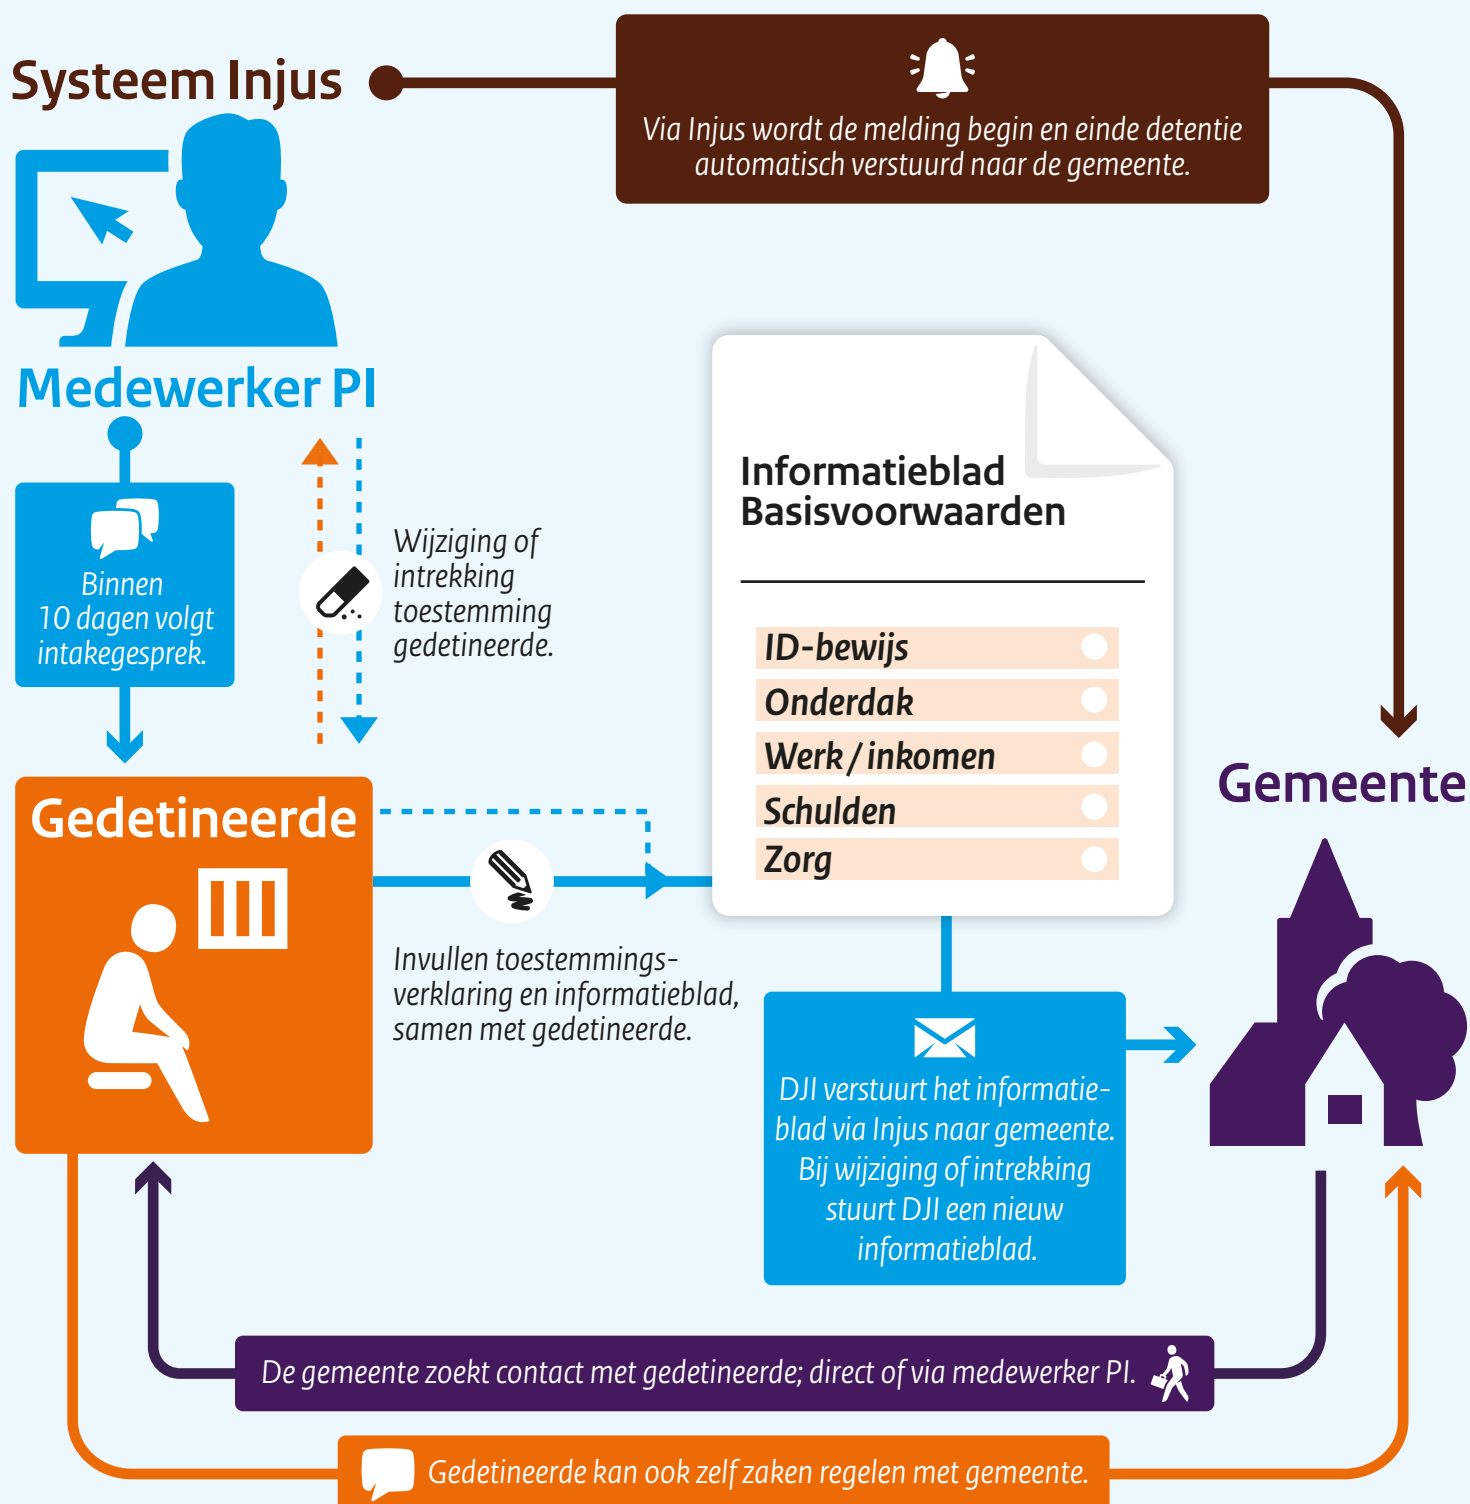 Systeem Injus
Via Injus wordt de melding begin en einde detentie
automatisch verstuurd naar de gemeente.
Medewerker PI
Binnen
10 dagen volgt
intakegesprek.
Wijziging of
intrekking
toestemming
gedetineerde.
Informatieblad
Basisvoorwaarden
ID-bewijs
Onderdak
Werk / inkomen
Schulden
Zorg
Gemeente
Gedetineerde
Invullen toestemmings-
verklaring en informatieblad,
samen met gedetineerde.
DJI verstuurt het informatie-
blad via Injus naar gemeente.
Bij wijziging of intrekking
stuurt DJI een nieuw
informatieblad.
De gemeente zoekt contact met gedetineerde; direct of via medewerker PI.
Gedetineerde kan ook zelf zaken regelen met gemeente.